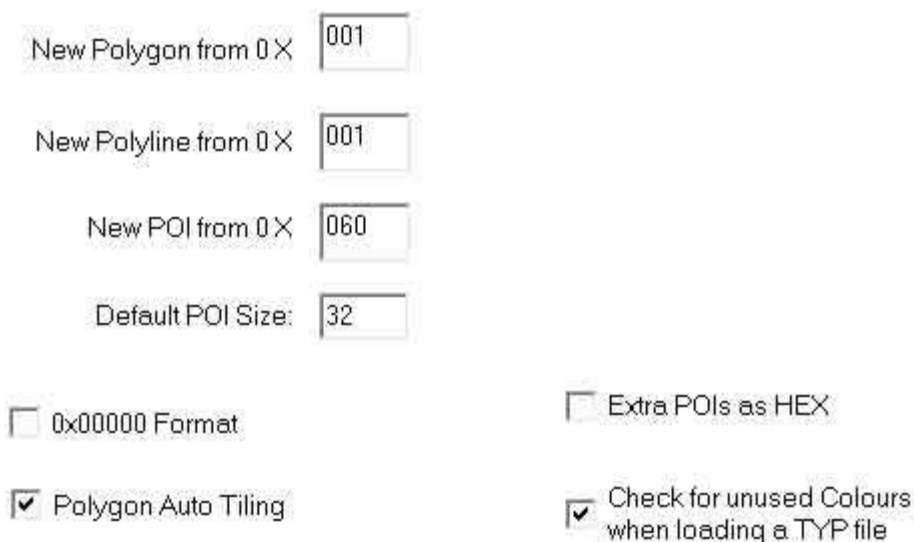 New Polygon from 0X 001
New Polyline from 0X 001
New POI from 0X 060
Default POI Size: 32
0x00000 Format
Extra POIs as HEX
Polygon Auto Tiling
Check for unused Colours
when loading a TYP file